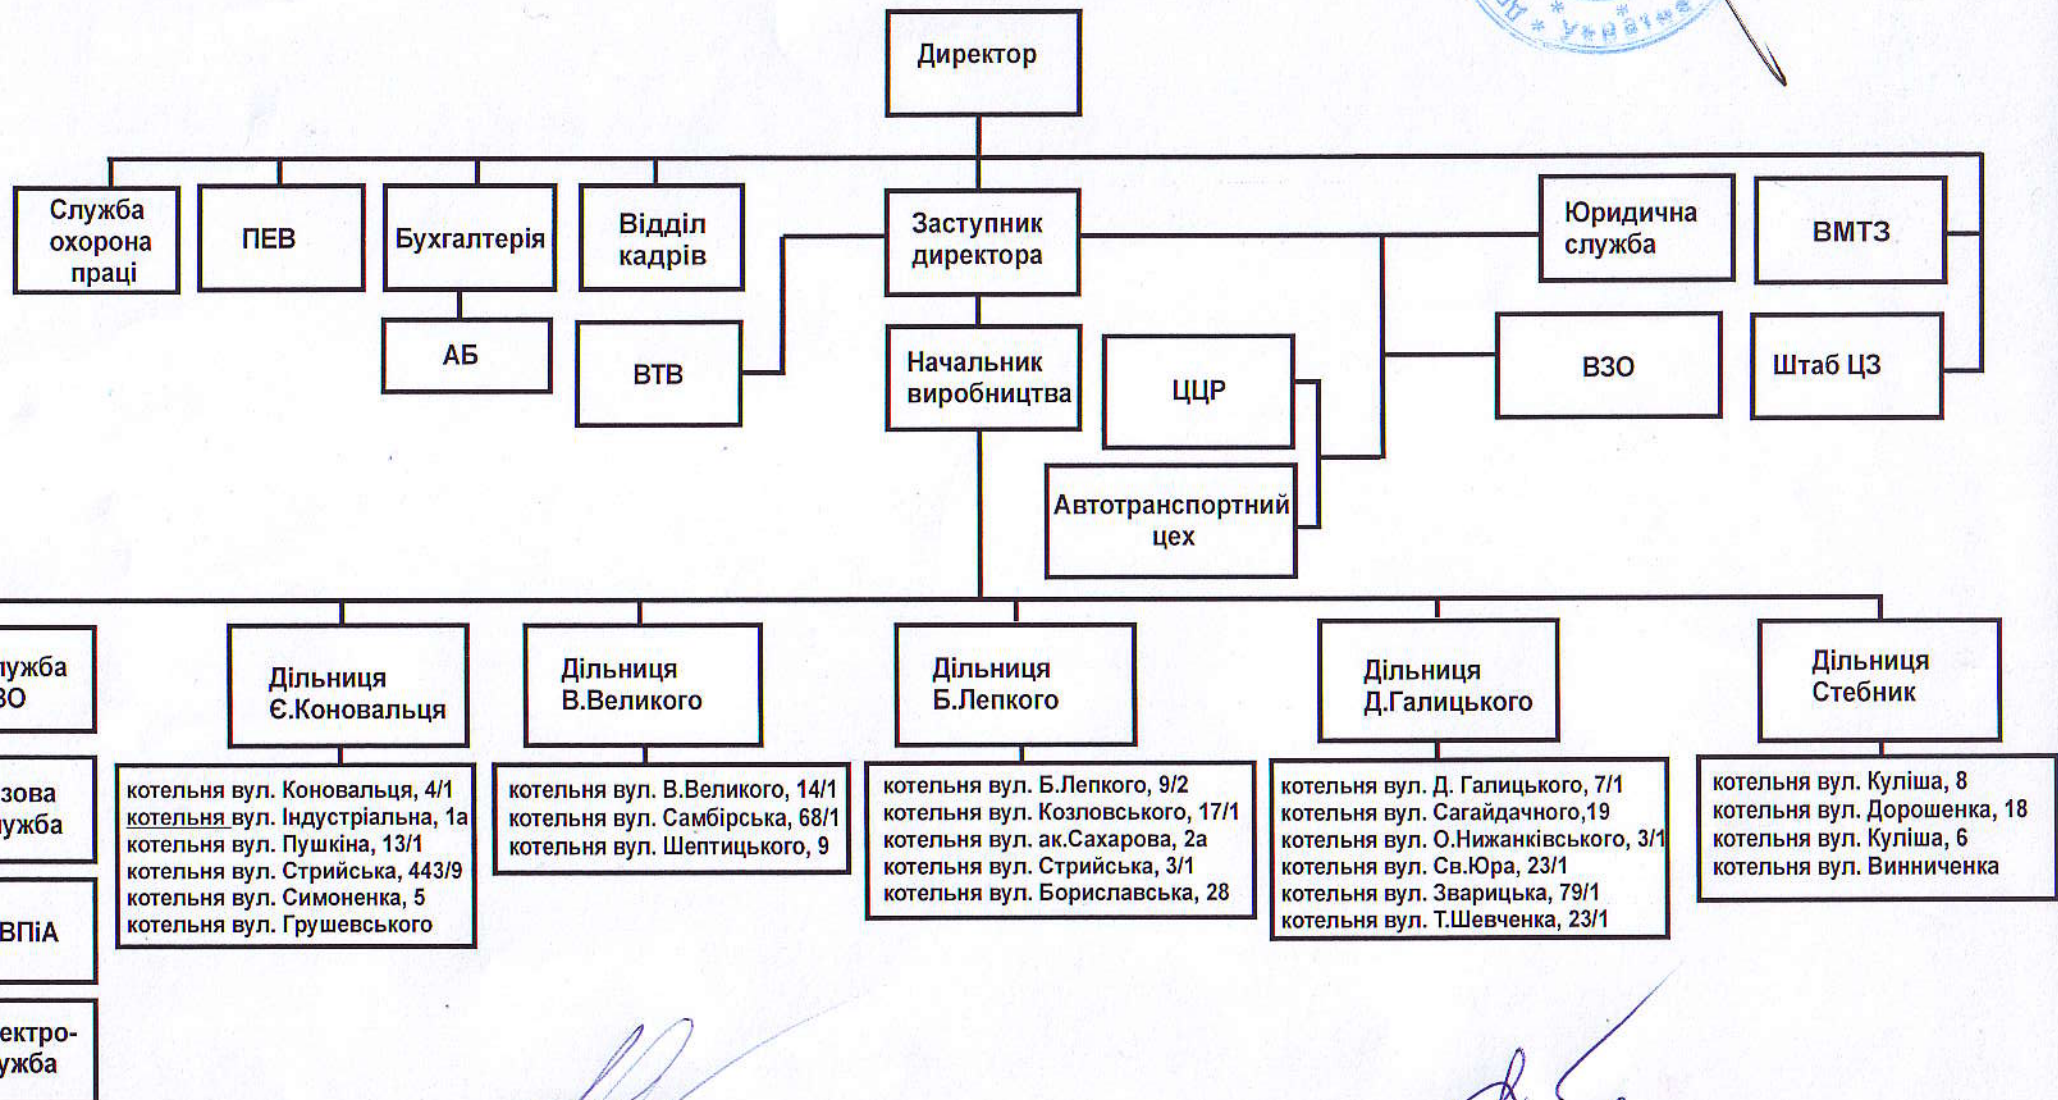 Україна
Директор
Служба
охорона
праці
ПЕВ
Бухгалтерія
Відділ
кадрів
Заступник
директора
Юридична
служба
ВМТЗ
АБ
ВТВ
Начальник
виробництва
ЦЦР
ВЗО
Штаб ЦЗ
Автотранспортний
цех
Дільниця
Є.Коновальця
Дільниця
В.Великого
Дільниця
Б.Лепкого
Дільниця
Д.Галицького
Дільниця
Стебник
котельня вул. Коновальця, 4/1
котельня вул. Індустріальна, 1а
котельня вул. Пушкіна, 13/1
котельня вул. Стрийська, 443/9
котельня вул. Симоненка, 5
котельня вул. Грушевського
котельня вул. В.Великого, 14/1
котельня вул. Самбірська, 68/1
котельня вул. Шептицького, 9
котельня вул. Б.Лепкого, 9/2
котельня вул. Козловського, 17/1
котельня вул. ак.Сахарова, 2а
котельня вул. Стрийська, 3/1
котельня вул. Бориславська, 28
котельня вул. Д. Галицького, 7/1
котельня вул. Сагайдачного,19
котельня вул. О.Нижанківського, 3/1
котельня вул. Св.Юра, 23/1
котельня вул. Зварицька, 79/1
котельня вул. Т.Шевченка, 23/1
котельня вул. Куліша, 8
котельня вул. Дорошенка, 18
котельня вул. Куліша, 6
котельня вул. Винниченка
лужба
ЗО
зова
ужба
ВПіА
ектро-
ужба